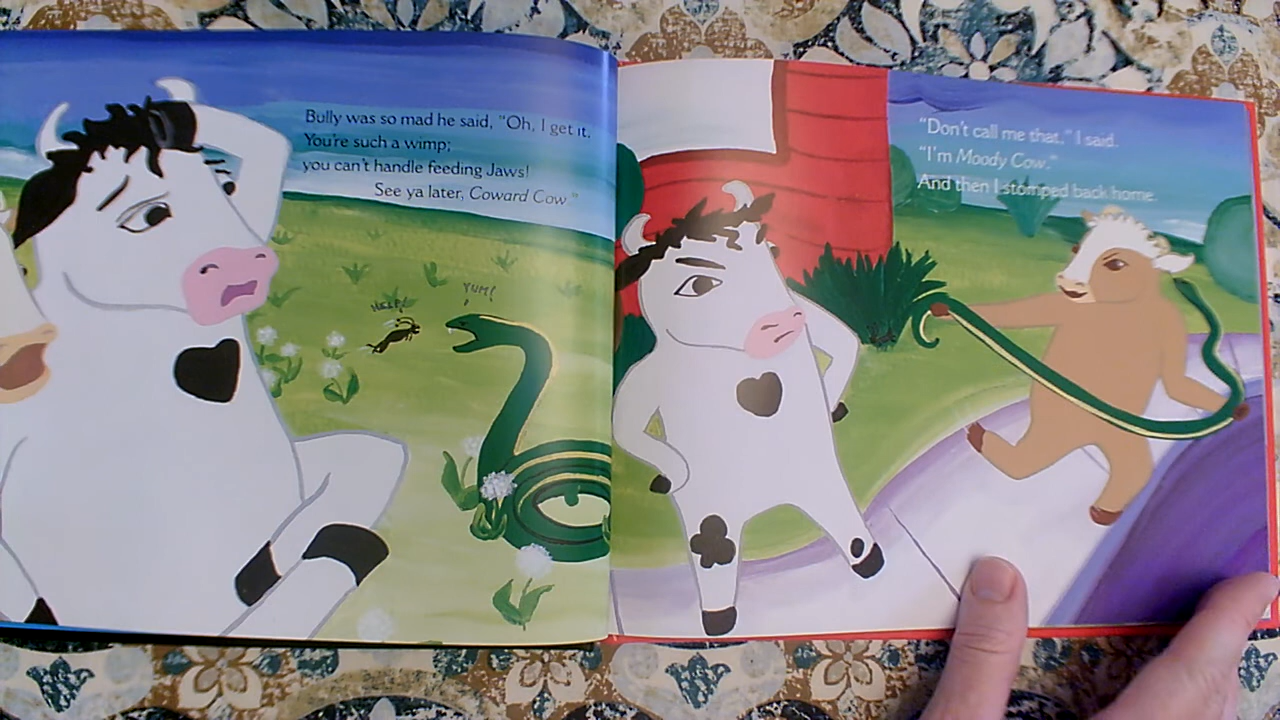 Bully was so mad he said, "Oh, I get it.
You're such a wimp;
you can't handle feeding Jaws!
See ya later, Coward Cow."
HELP!
YUM!
"Don't call me that," I said.
"I'm Moody Cow."
And then I stomped back home.